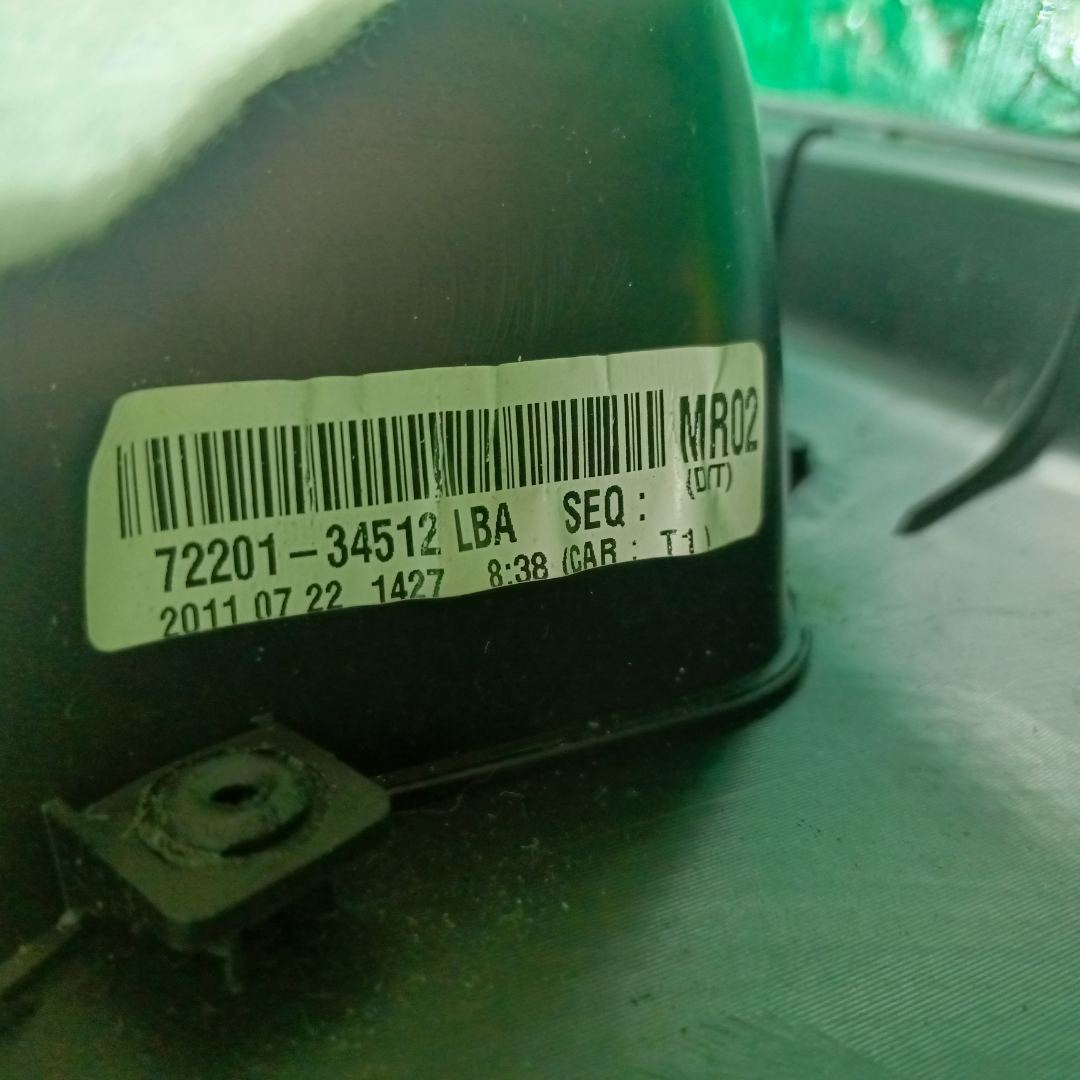 MR02
(D/T)
72201-34512 LBA SEQ :
2011 07 22 1427 8:38 (CAR : T1)